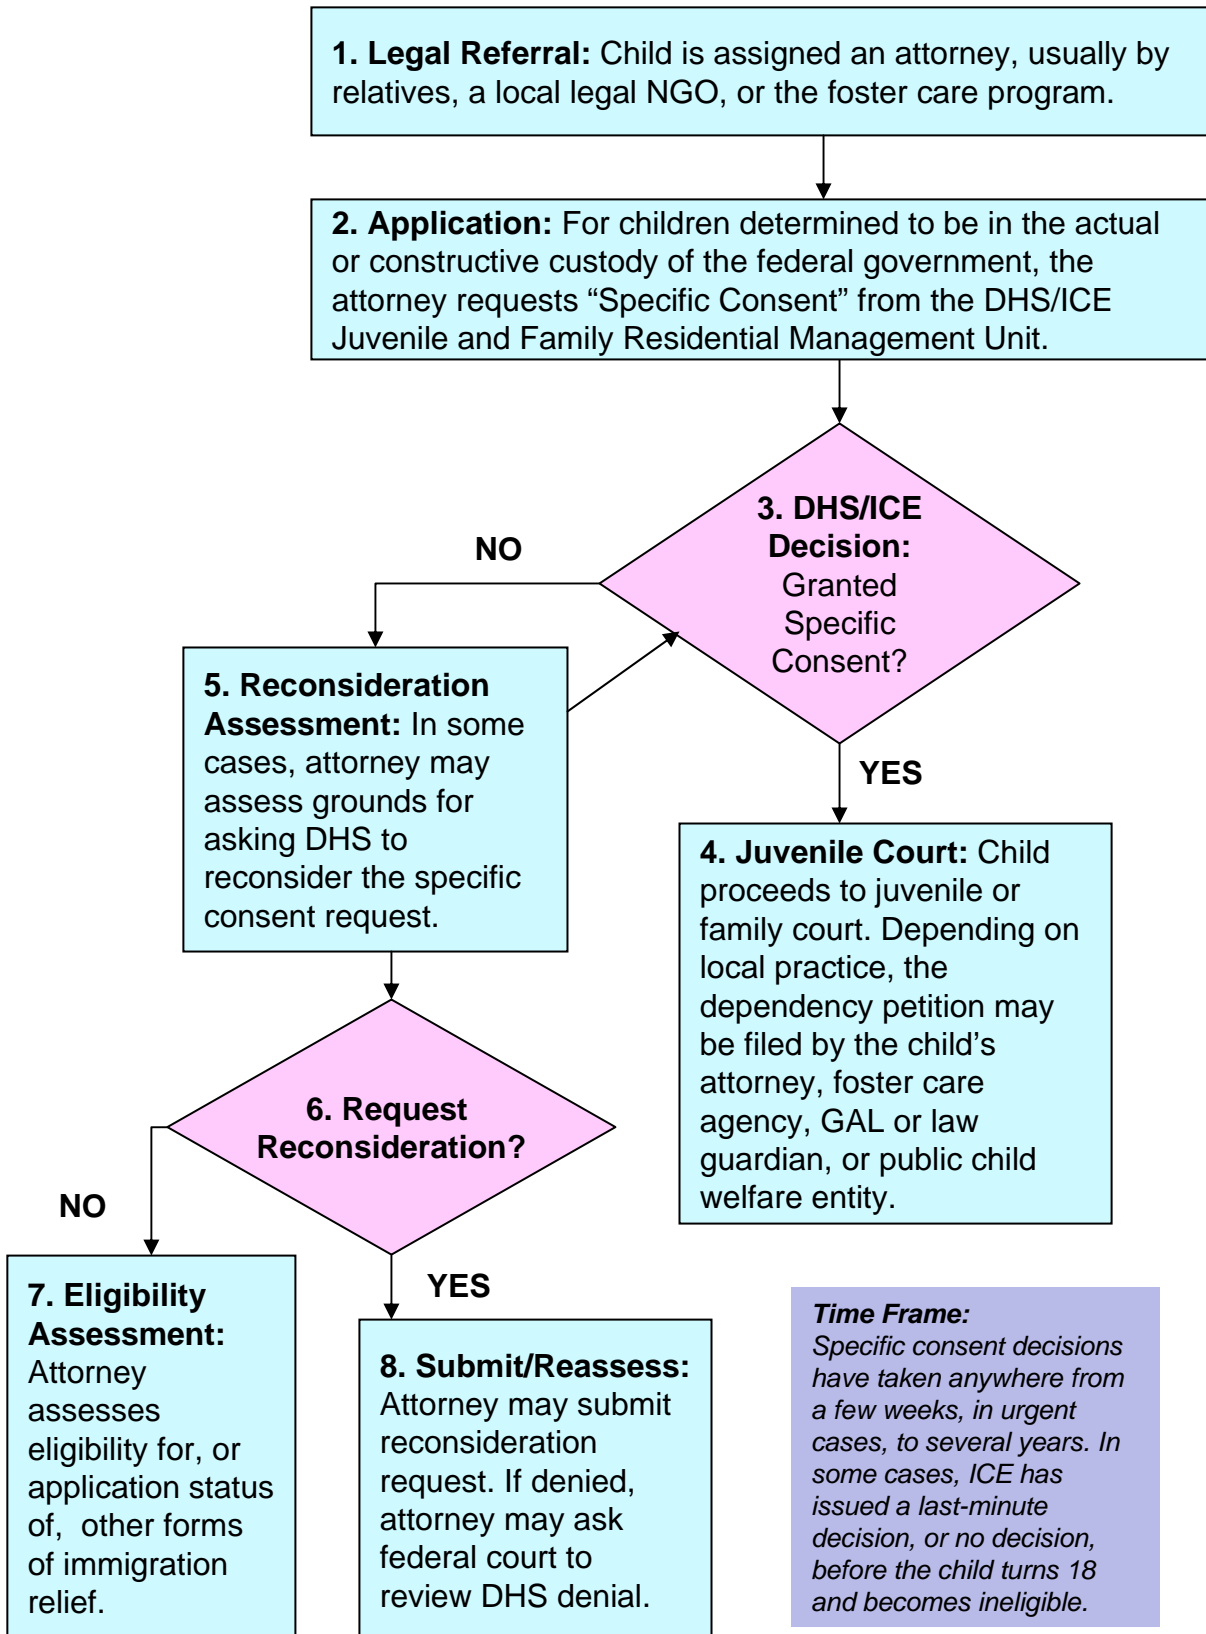 1. Legal Referral: Child is assigned an attorney, usually by
relatives, a local legal NGO, or the foster care program.
2. Application: For children determined to be in the actual
or constructive custody of the federal government, the
attorney requests “Specific Consent” from the DHS/ICE
Juvenile and Family Residential Management Unit.
3. DHS/ICE
Decision:
Granted
Specific
Consent?
NO
YES
5. Reconsideration
Assessment: In some
cases, attorney may
assess grounds for
asking DHS to
reconsider the specific
consent request.
4. Juvenile Court: Child
proceeds to juvenile or
family court. Depending on
local practice, the
dependency petition may
be filed by the child’s
attorney, foster care
agency, GAL or law
guardian, or public child
welfare entity.
6. Request
Reconsideration?
NO
YES
7. Eligibility
Assessment:
Attorney
assesses
eligibility for, or
application status
of, other forms
of immigration
relief.
8. Submit/Reassess:
Attorney may submit
reconsideration
request. If denied,
attorney may ask
federal court to
review DHS denial.
Time Frame:
Specific consent decisions
have taken anywhere from
a few weeks, in urgent
cases, to several years. In
some cases, ICE has
issued a last-minute
decision, or no decision,
before the child turns 18
and becomes ineligible.